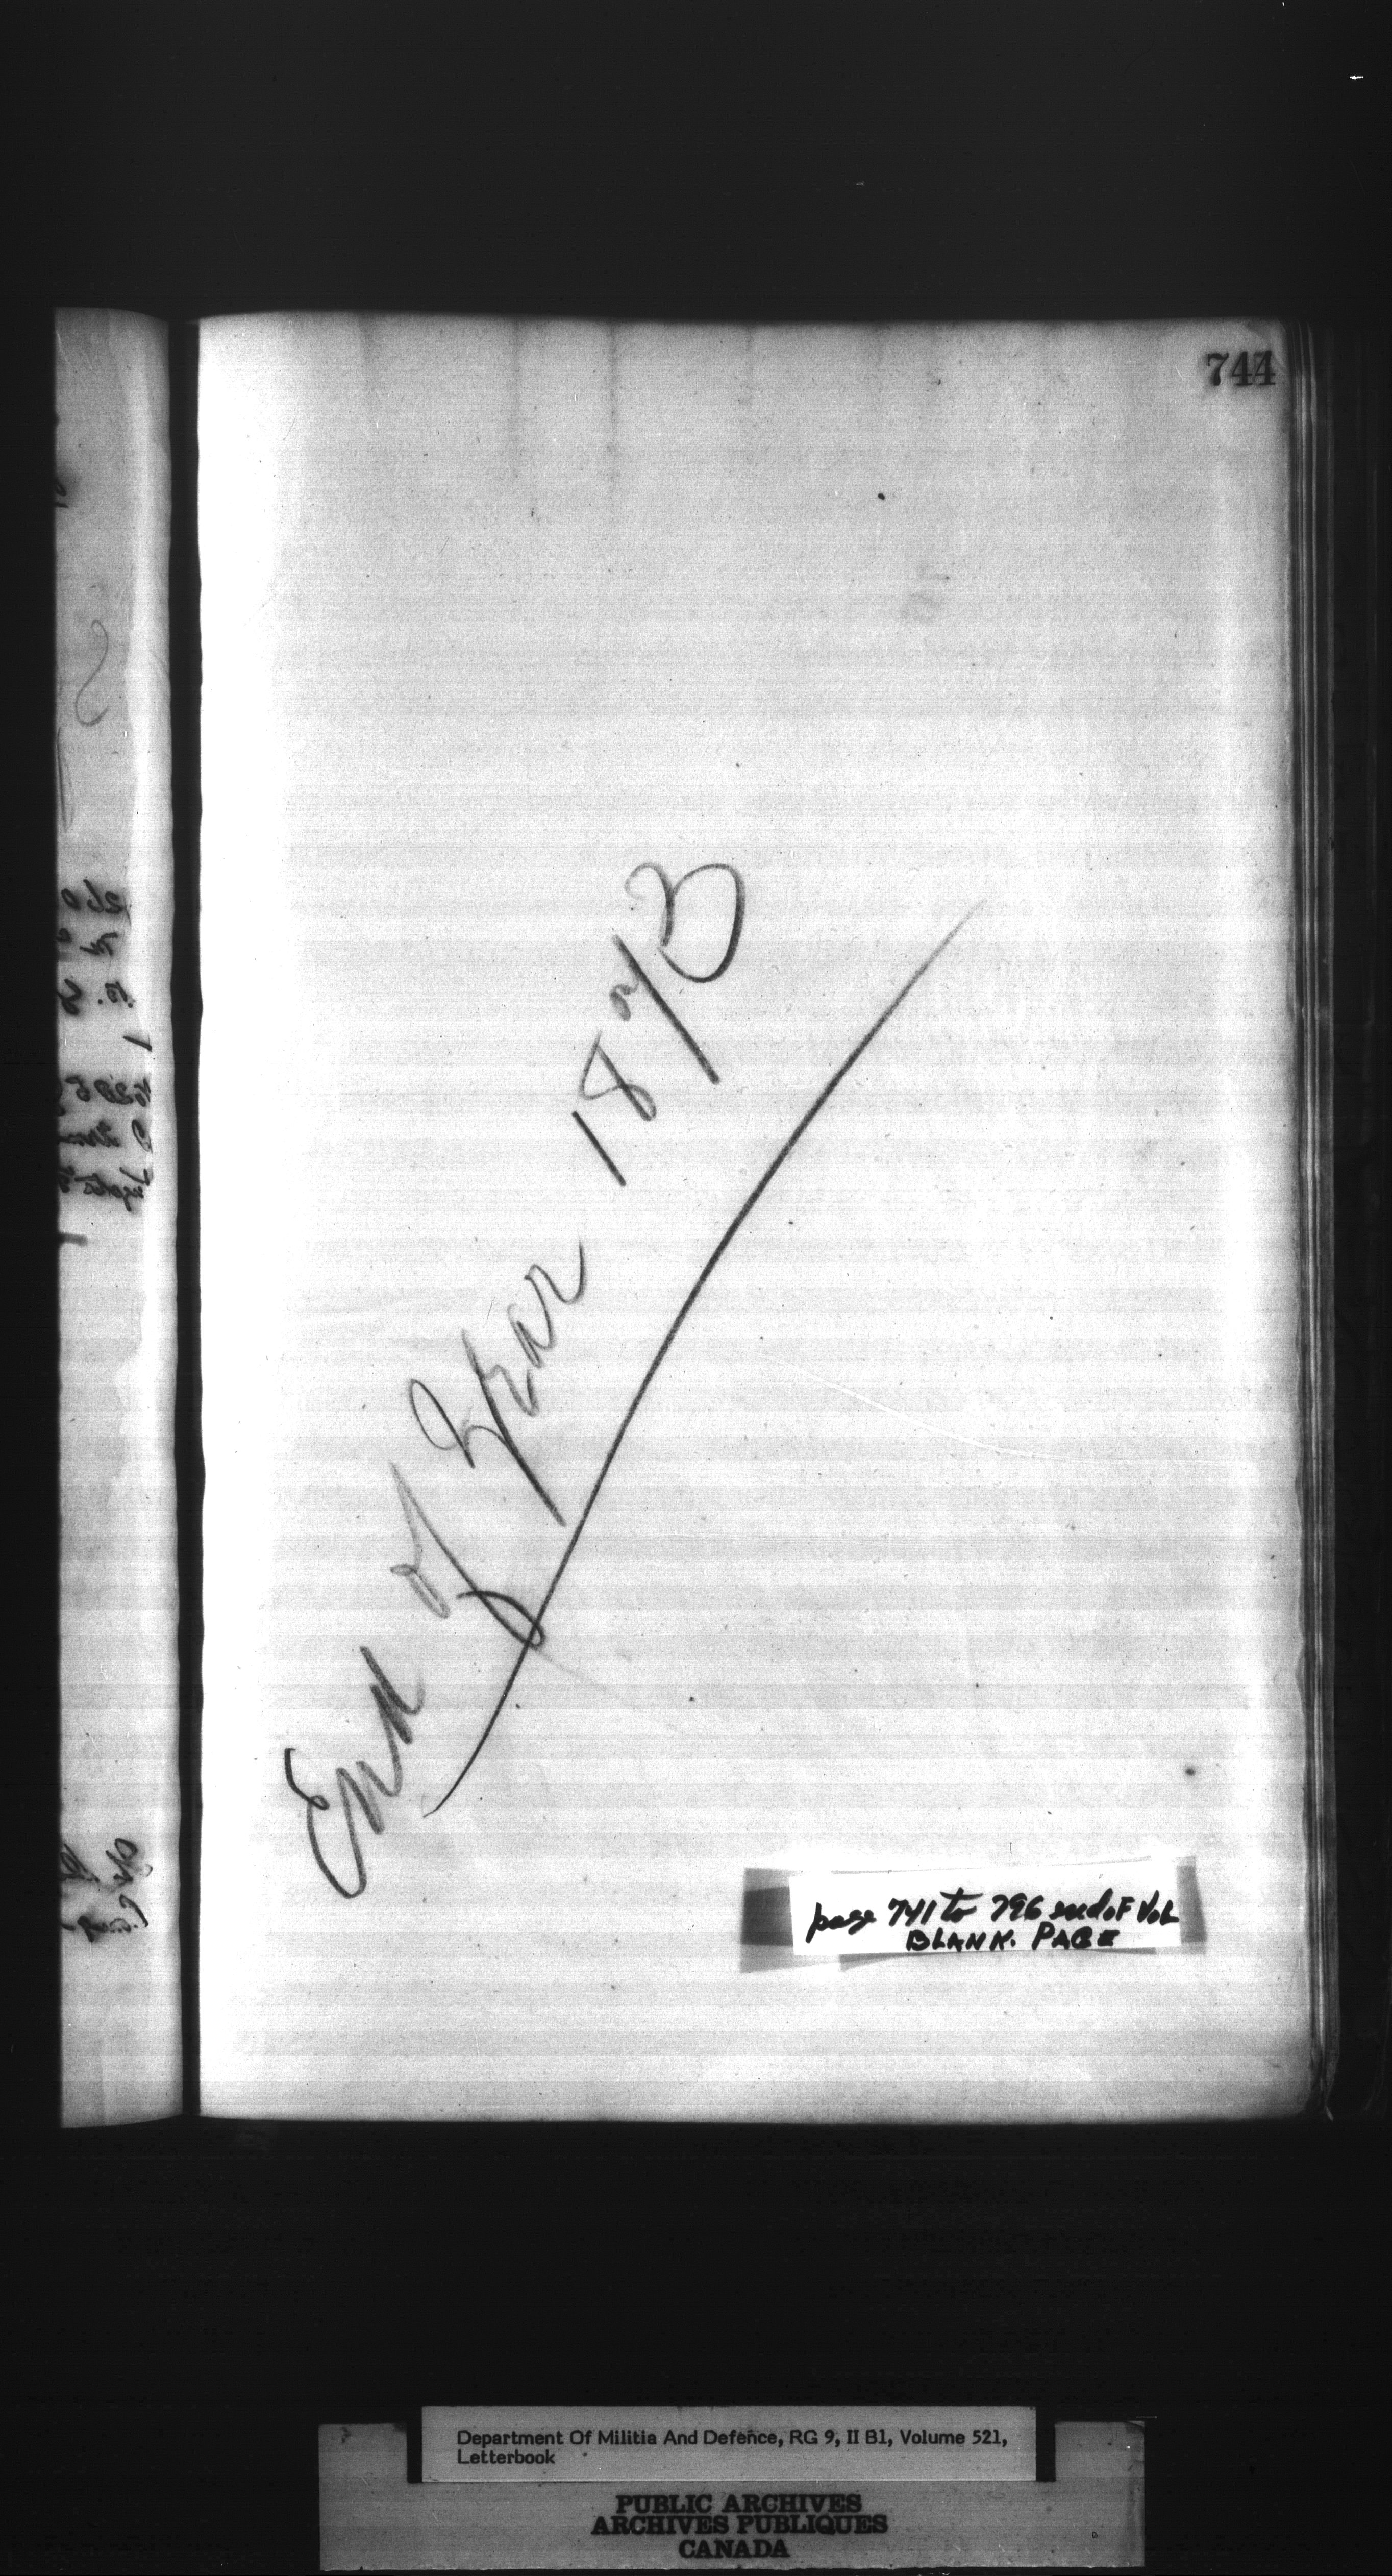 744
End of Year 1873
page 741 to 796 end of Vol
BLANK. PAGE
Department Of Militia And Defence, RG 9, II B1, Volume 521,
Letterbook
PUBLIC ARCHIVES
ARCHIVES PUBLIQUES
CANADA